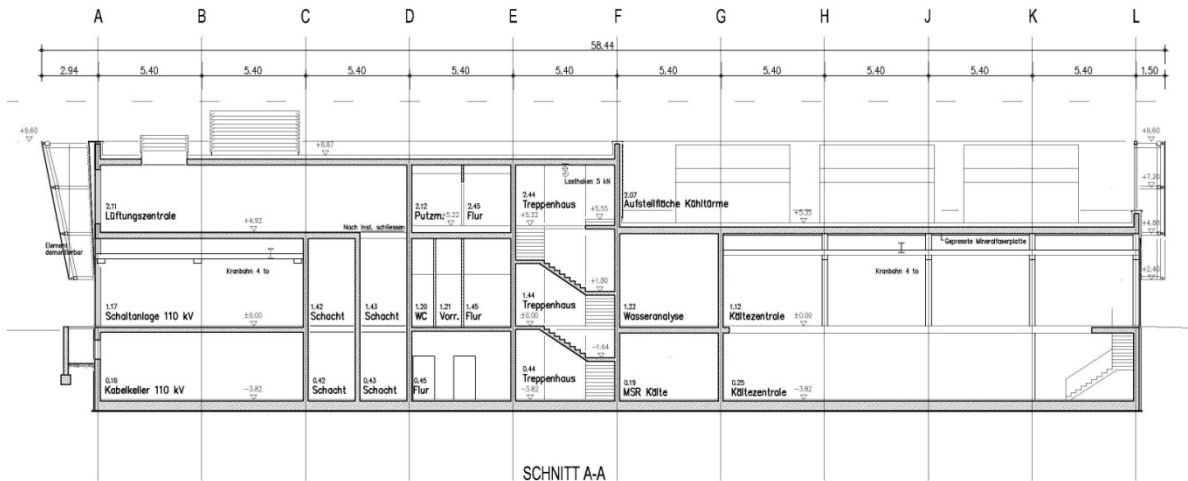 A B C D E F G H J K L
58.44
2.94 5.40 5.40 5.40 5.40 5.40 5.40 5.40 5.40 5.40 5.40 1.50
+9.60 +8.87 +9.60
Lasthaken 5 kN
+7.20
2.11
Lüftungszentrale
+4.92
2.12
Putzm.
+5.22
2.45
Flur
2.44
Treppenhaus
+5.22
+5.55
2.07
Aufstellfläche Kühltürme
+5.35
+4.80
Nach Inst. schliessen
Element
demontierbar
Gepresste Mineralfaserplatte
Kranbahn 4 to
Kranbahn 4 to
+1.80
+2.40
1.17
Schaltanlage 110 kV
±0.00
1.42
Schacht
1.43
Schacht
1.20
WC
1.21
Vorr.
1.45
Flur
1.44
Treppenhaus
±0.00
1.23
Wasseranalyse
1.12
Kältezentrale
±0.00
-1.64
0.18
Kabelkeller 110 kV
-3.82
0.42
Schacht
0.43
Schacht
0.45
Flur
0.44
Treppenhaus
-3.82
0.19
MSR Kälte
0.25
Kältezentrale
-3.82
SCHNITT A-A